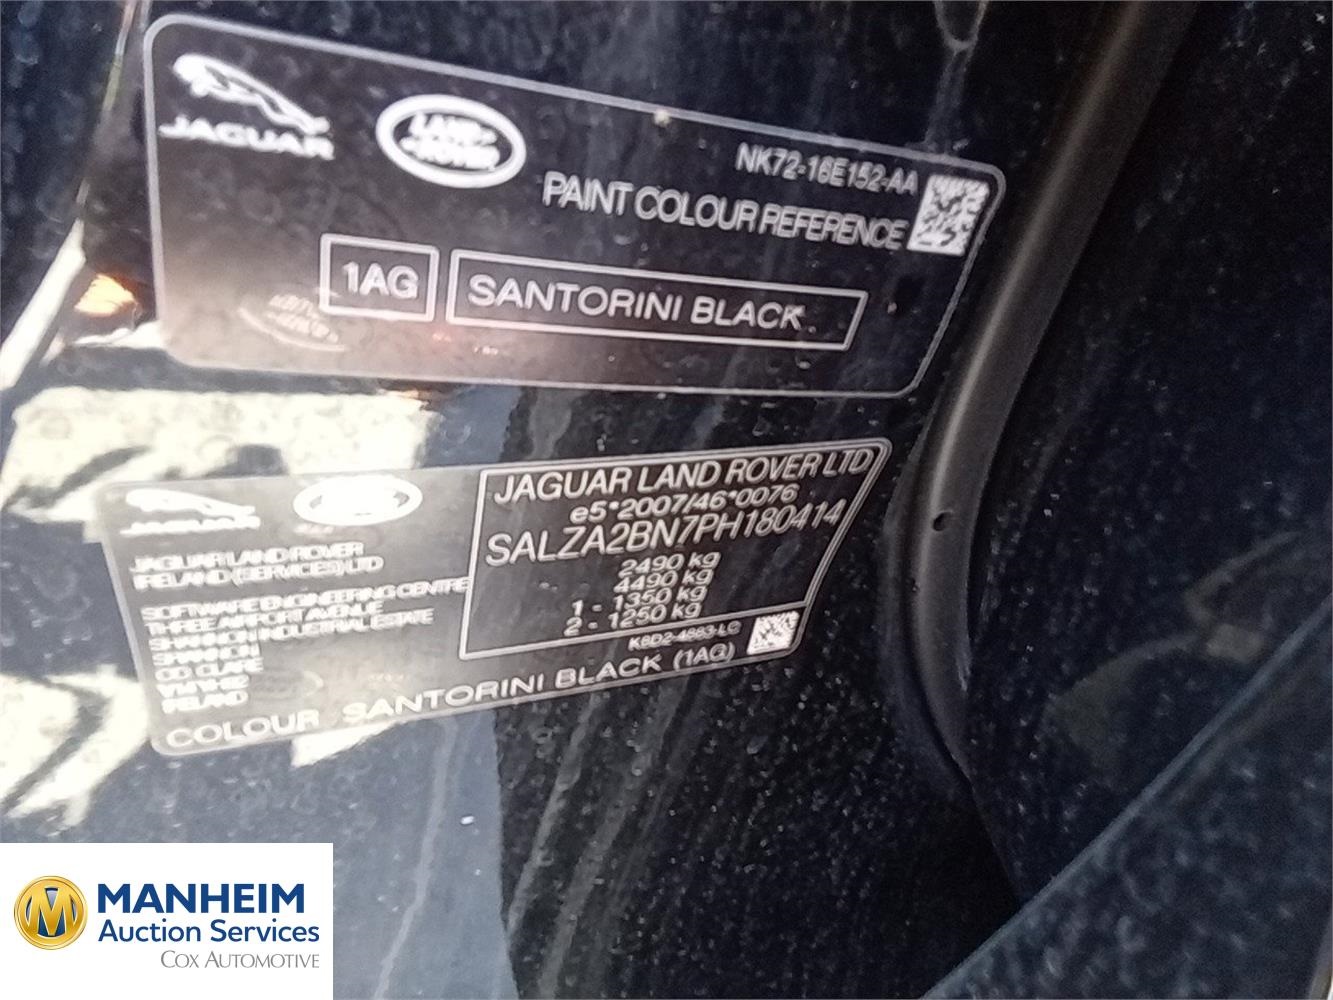 JAGUAR
LAND ROVER
NK72-16E152-AA
PAINT COLOUR REFERENCE
1AG
SANTORINI BLACK
JAGUAR LAND ROVER LTD
e5*2007/46*0076
SALZA2BN7PH180414
2490 kg
4490 kg
1 - 1350 kg
2 - 1250 kg
K8D2-4883-LC
JAGUAR
JAGUAR LAND ROVER
IRELAND (SERVICES) LTD
SOFTWARE ENGINEERING CENTRE
THREE AIRPORT AVENUE
SHANNON INDUSTRIAL ESTATE
SHANNON
CO CLARE
IRELAND
COLOUR SANTORINI BLACK (1AG)
MANHEIM
Auction Services
COX AUTOMOTIVE